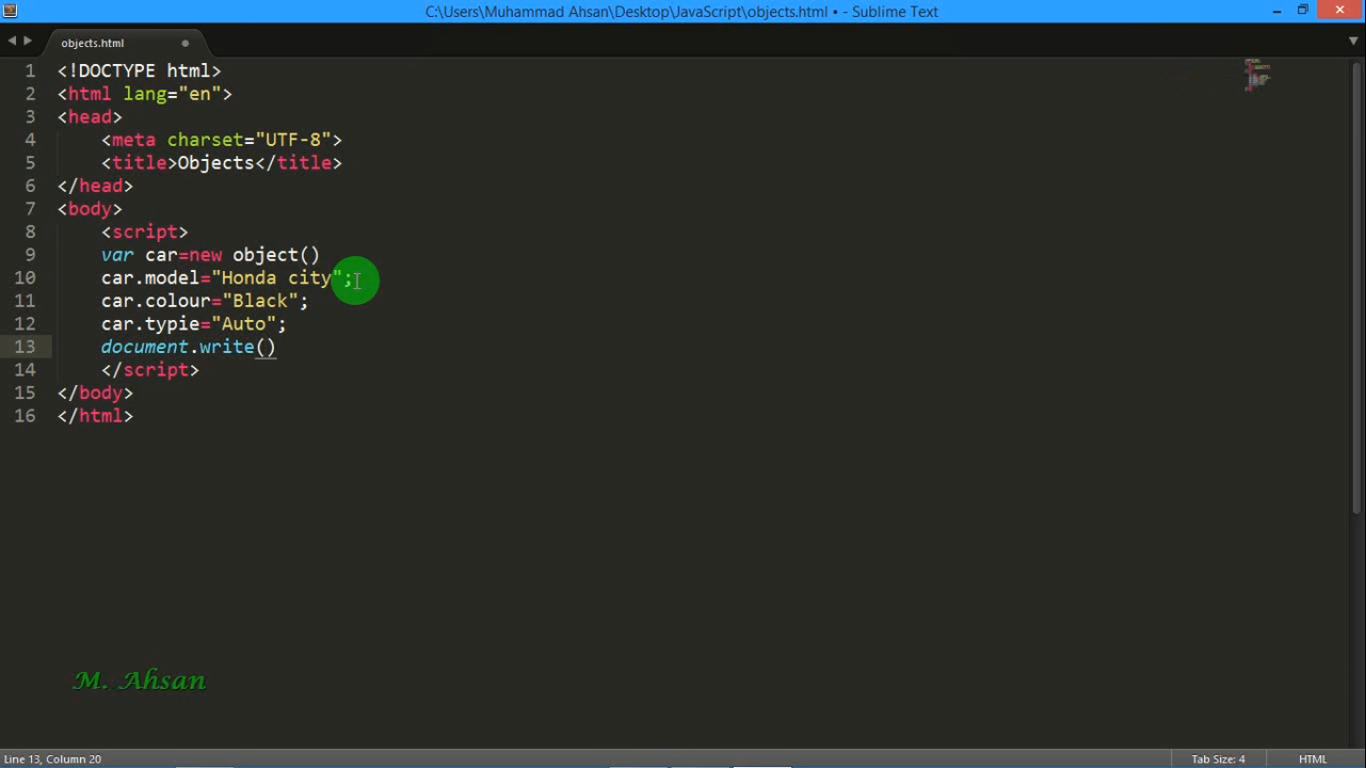 C:\Users\Muhammad Ahsan\Desktop\JavaScript\objects.html • - Sublime Text
objects.html
1 <!DOCTYPE html>
2 <html lang="en">
3 <head>
4 <meta charset="UTF-8">
5 <title>Objects</title>
6 </head>
7 <body>
8 <script>
9 var car=new object()
10 car.model="Honda city";
11 car.colour="Black";
12 car.typie="Auto";
13 document.write()
14 </script>
15 </body>
16 </html>
M. Ahsan
Line 13, Column 20 Tab Size: 4 HTML